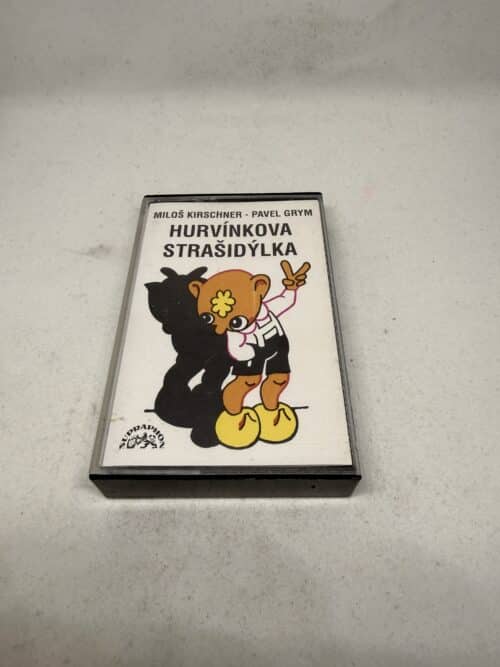 MILOŠ KIRSCHNER - PAVEL GRYM
HURVÍNKOVA
STRAŠIDÝLKA
SUPRAPHON